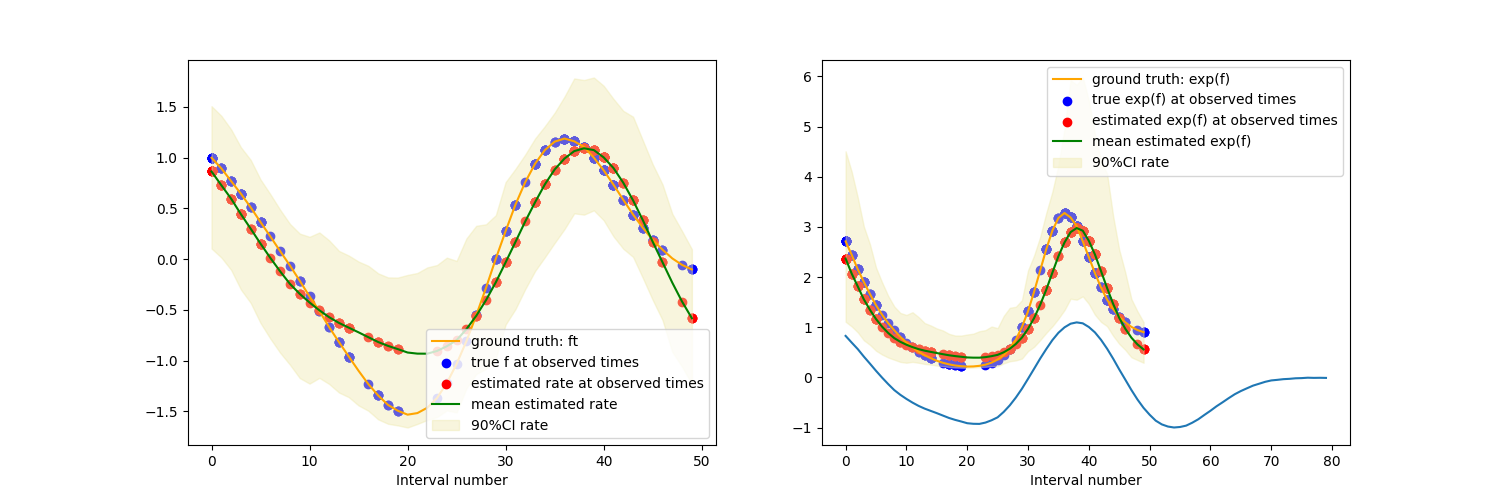 1.5
1.0
0.5
0.0
−0.5
−1.0
−1.5
0
10
20
30
40
50
Interval number
ground truth: ft
true f at observed times
estimated rate at observed times
mean estimated rate
90%CI rate
6
5
4
3
2
1
0
−1
0
10
20
30
40
50
60
70
80
Interval number
ground truth: exp(f)
true exp(f) at observed times
estimated exp(f) at observed times
mean estimated exp(f)
90%CI rate